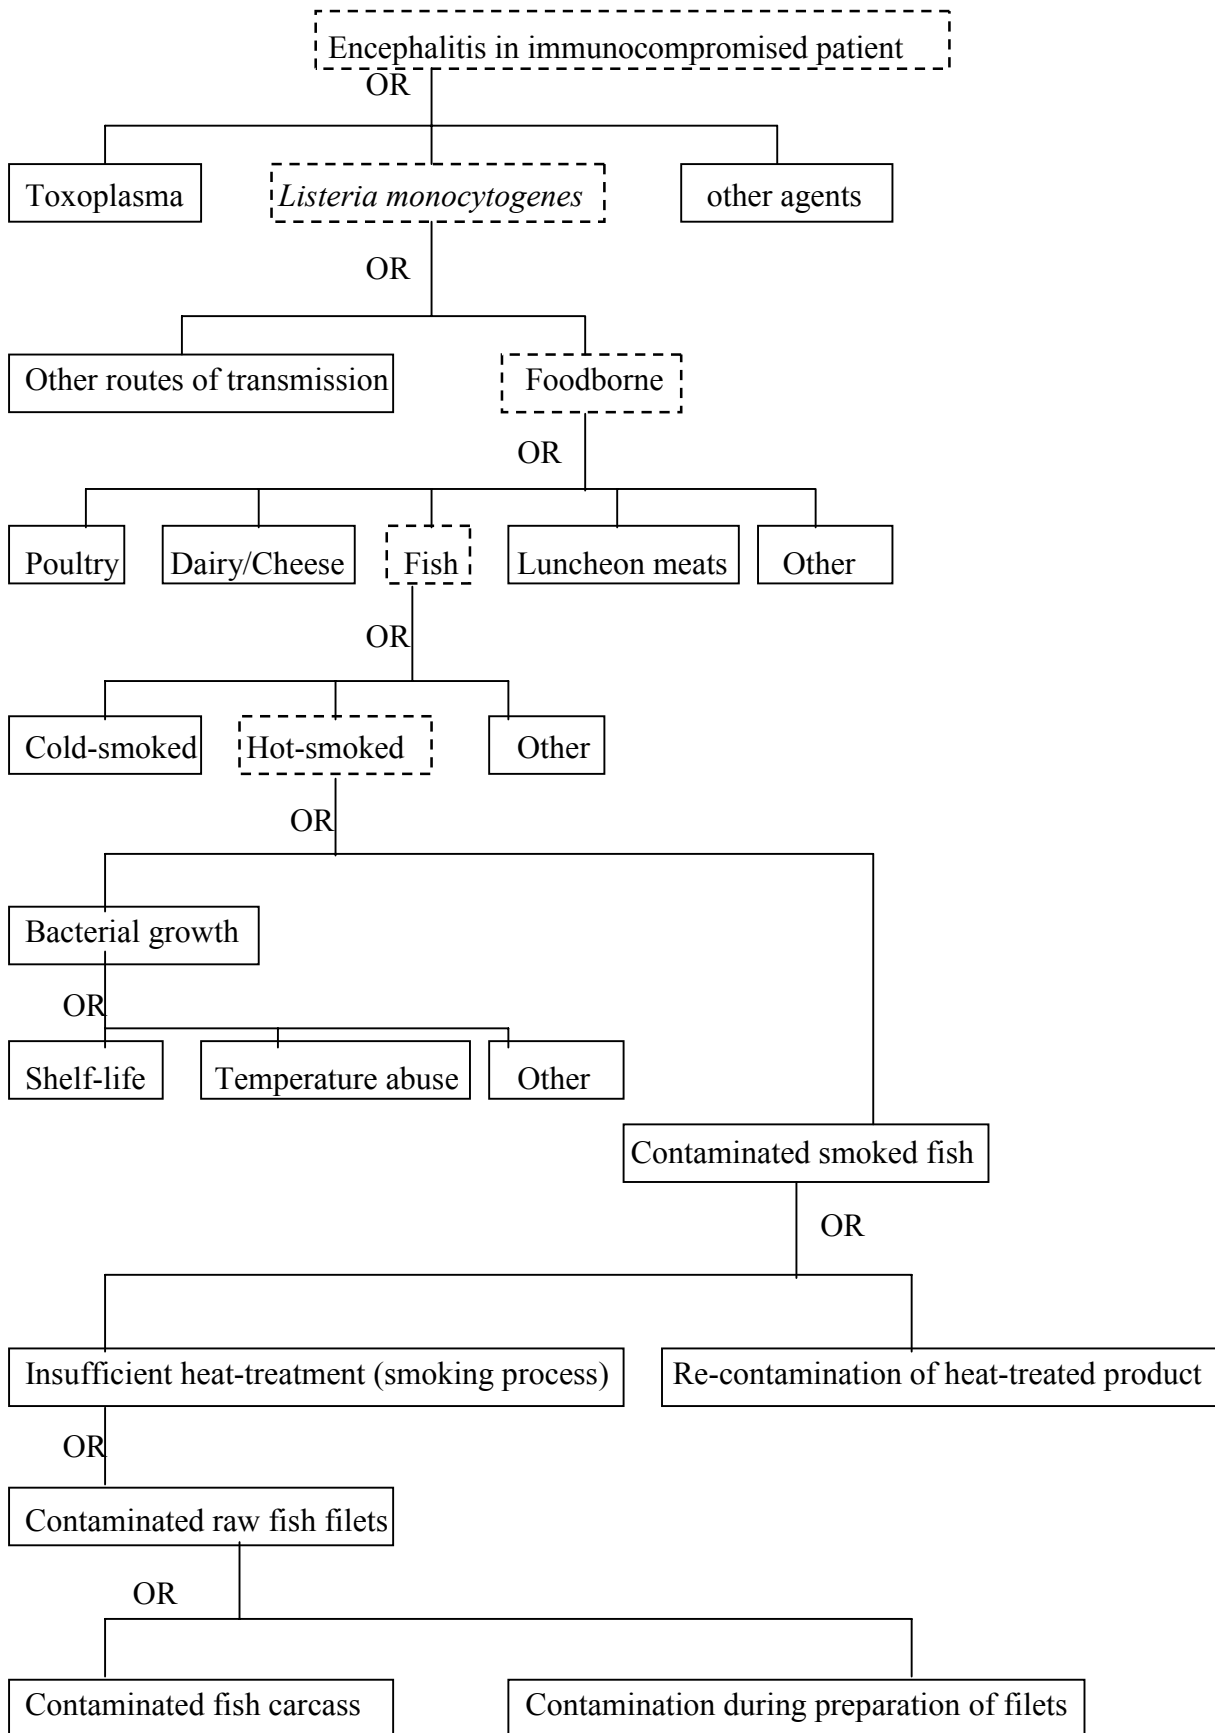 Encephalitis in immunocompromised patient
OR
Toxoplasma
Listeria monocytogenes
other agents
OR
Other routes of transmission
Foodborne
OR
Poultry
Dairy/Cheese
Fish
Luncheon meats
Other
OR
Cold-smoked
Hot-smoked
Other
OR
Bacterial growth
OR
Shelf-life
Temperature abuse
Other
Contaminated smoked fish
OR
Insufficient heat-treatment (smoking process)
Re-contamination of heat-treated product
OR
Contaminated raw fish filets
OR
Contaminated fish carcass
Contamination during preparation of filets